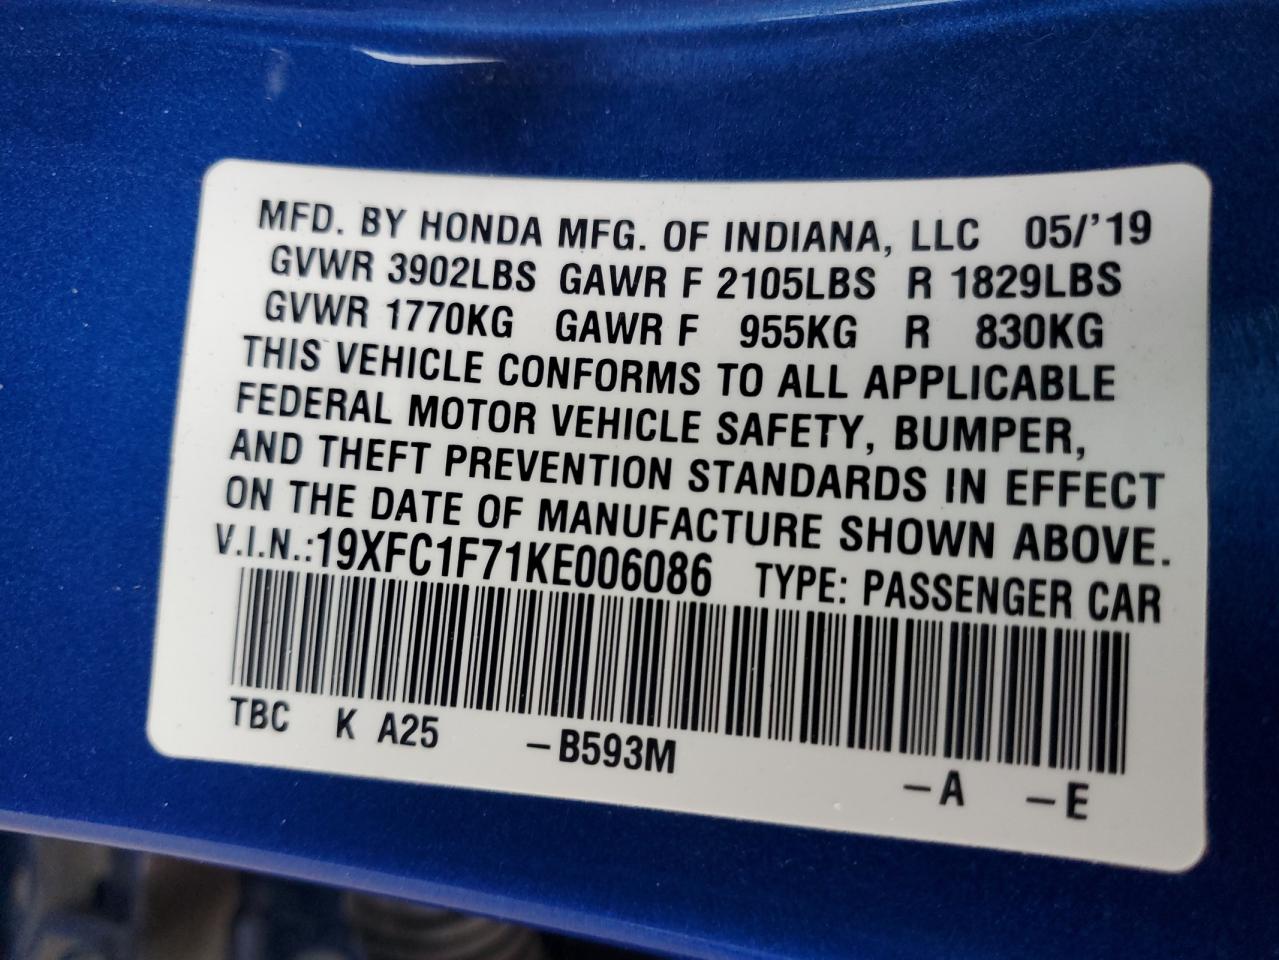 MFD. BY HONDA MFG. OF INDIANA, LLC 05/'19
GVWR 3902LBS GAWR F 2105LBS R 1829LBS
GVWR 1770KG GAWR F 955KG R 830KG
THIS VEHICLE CONFORMS TO ALL APPLICABLE
FEDERAL MOTOR VEHICLE SAFETY, BUMPER,
AND THEFT PREVENTION STANDARDS IN EFFECT
ON THE DATE OF MANUFACTURE SHOWN ABOVE.
V.I.N.:19XFC1F71KE006086 TYPE: PASSENGER CAR
TBC K A25 –B593M –A –E